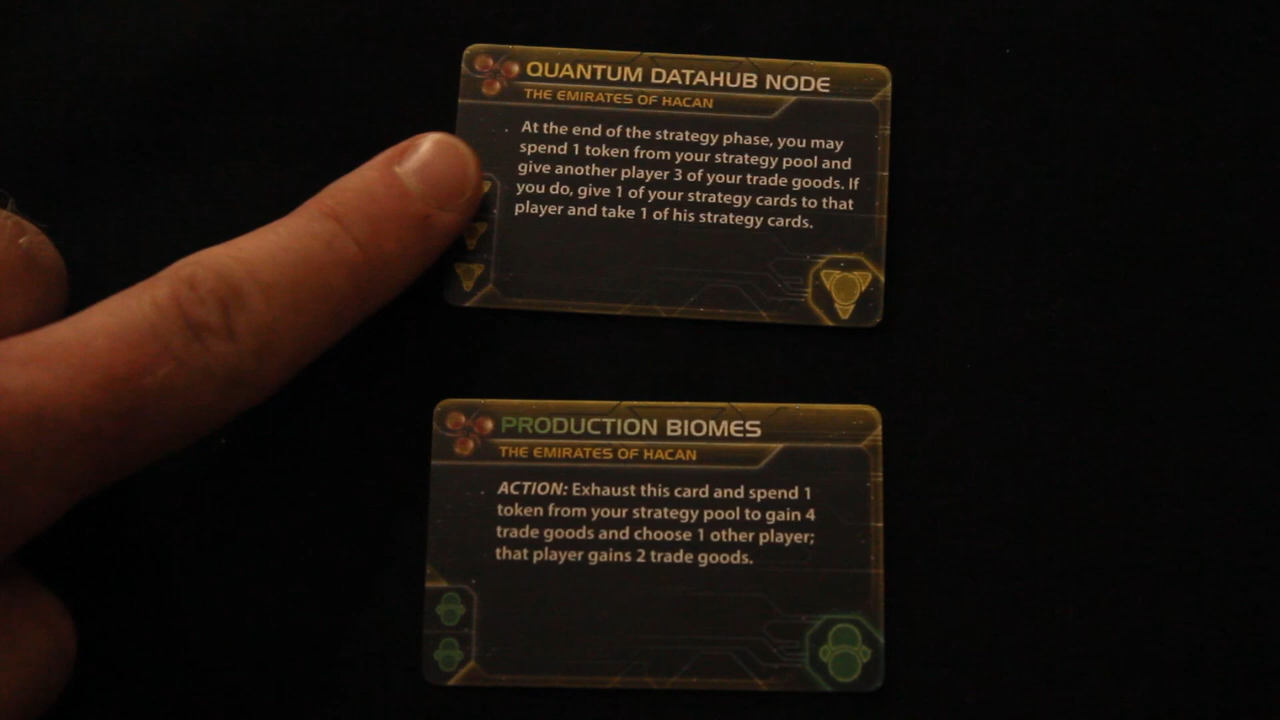 QUANTUM DATAHUB NODE
THE EMIRATES OF HACAN
At the end of the strategy phase, you may
spend 1 token from your strategy pool and
give another player 3 of your trade goods. If
you do, give 1 of your strategy cards to that
player and take 1 of his strategy cards.
PRODUCTION BIOMES
THE EMIRATES OF HACAN
ACTION: Exhaust this card and spend 1
token from your strategy pool to gain 4
trade goods and choose 1 other player;
that player gains 2 trade goods.